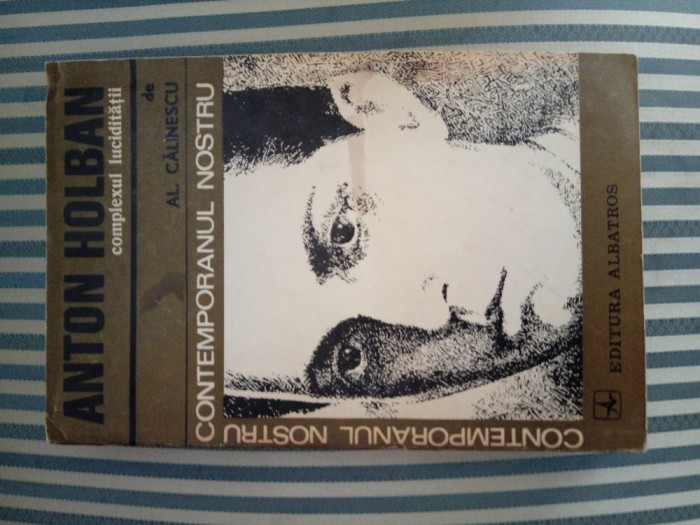 ANTON HOLBAN
complexul lucidității
de
AL. CĂLINESCU
CONTEMPORANUL NOSTRU
CONTEMPORANUL NOSTRU
EDITURA ALBATROS